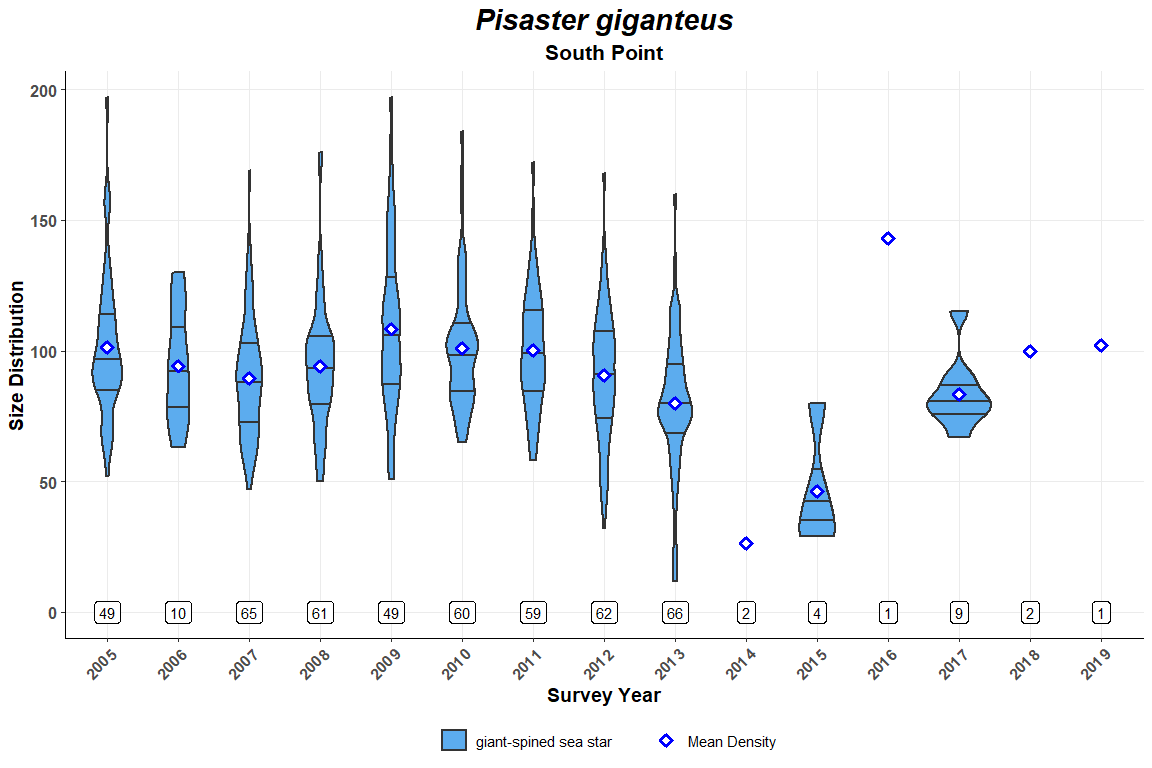 Pisaster giganteus
South Point
Size Distribution
200
150
100
50
0
49 10 65 61 49 60 59 62 66 2 4 1 9 2 1
2005 2006 2007 2008 2009 2010 2011 2012 2013 2014 2015 2016 2017 2018 2019
Survey Year
giant-spined sea star Mean Density